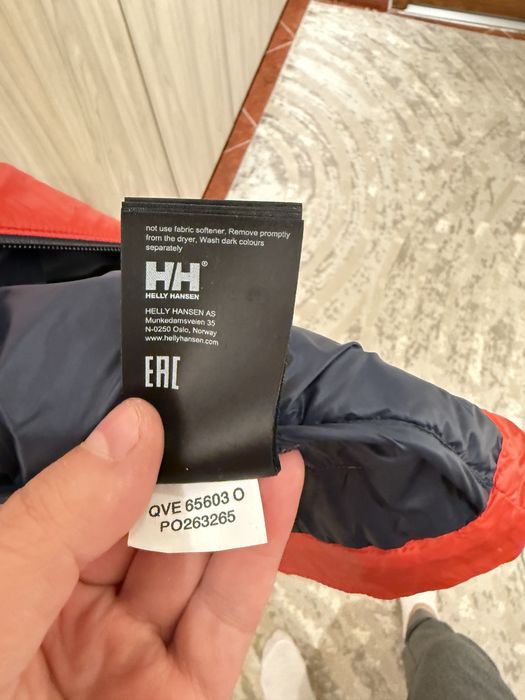 not use fabric softener, Remove promptly
from the dryer, Wash dark colours
separately
HH®
HELLY HANSEN
HELLY HANSEN AS
Munkedamsveien 35
N-0250 Oslo, Norway
www.hellyhansen.com
EAC
QVE 65603 O
PO263265